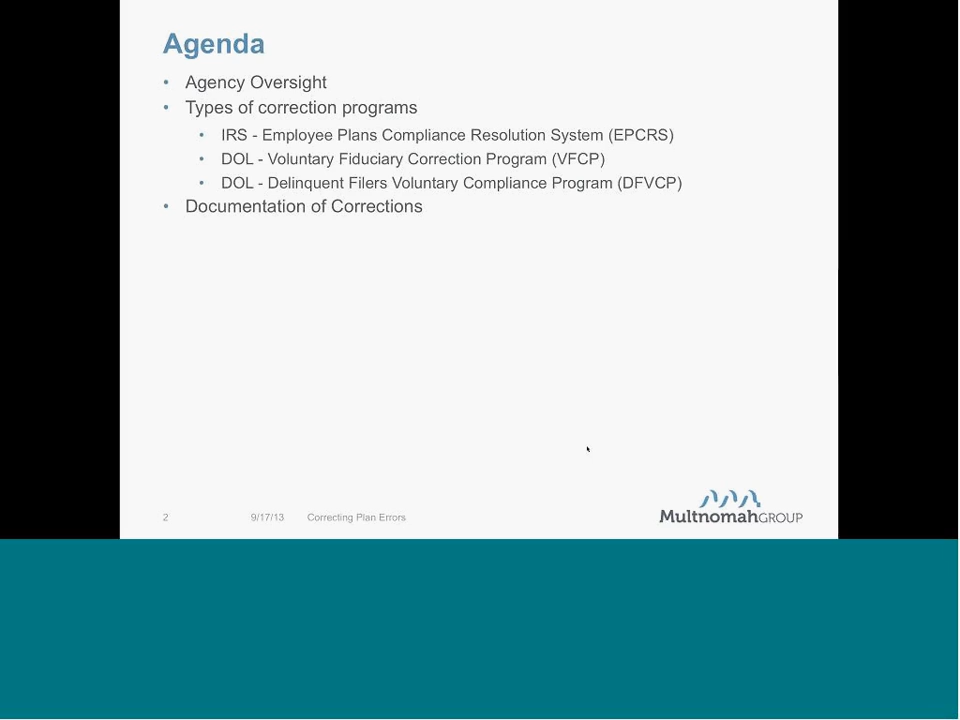 Agenda
• Agency Oversight
• Types of correction programs
• IRS - Employee Plans Compliance Resolution System (EPCRS)
• DOL - Voluntary Fiduciary Correction Program (VFCP)
• DOL - Delinquent Filers Voluntary Compliance Program (DFVCP)
• Documentation of Corrections
2 9/17/13 Correcting Plan Errors
MultnomahGROUP